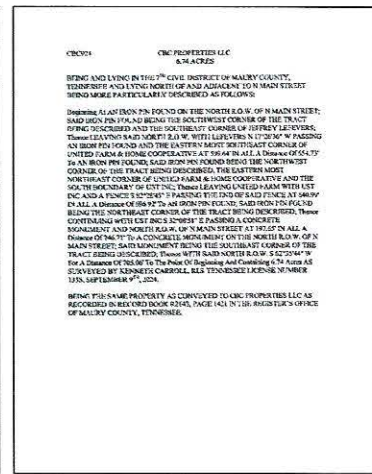 CBC PROPERTIES LLC
6.74 ACRES
BEING AND LYING IN THE 7TH CIVIL DISTRICT OF MAURY COUNTY,
TENNESSEE AND LYING NORTH OF AND ADJACENT TO N MAIN STREET
BEING MORE PARTICULARLY DESCRIBED AS FOLLOWS:
Beginning At AN IRON PIN FOUND ON THE NORTH R.O.W. OF N MAIN STREET;
SAID IRON PIN FOUND BEING THE SOUTHWEST CORNER OF THE TRACT
BEING DESCRIBED AND THE SOUTHEAST CORNER OF JEFFREY LEFEVERS;
Thence LEAVING SAID NORTH R.O.W. WITH LEFEVERS N W PASSING
AN IRON PIN FOUND AND THE EASTERN MOST SOUTHEAST CORNER OF
UNITED FARM & HOME COOPERATIVE AT IN ALL A Distance Of
To AN IRON PIN FOUND; SAID IRON PIN FOUND BEING THE NORTHWEST
CORNER OF THE TRACT BEING DESCRIBED, THE EASTERN MOST
NORTHEAST CORNER OF UNITED FARM & HOME COOPERATIVE AND THE
SOUTH BOUNDARY OF UST INC; Thence LEAVING UNITED FARM WITH UST
INC AND A FENCE S E PASSING THE END OF SAID FENCE AT
IN ALL A Distance Of To AN IRON PIN FOUND; SAID IRON PIN FOUND
BEING THE NORTHEAST CORNER OF THE TRACT BEING DESCRIBED, Thence
CONTINUING WITH UST INC S E PASSING A CONCRETE
MONUMENT AND NORTH R.O.W. OF N MAIN STREET AT IN ALL A
Distance Of To A CONCRETE MONUMENT ON THE NORTH R.O.W. OF N
MAIN STREET; SAID MONUMENT BEING THE SOUTHEAST CORNER OF THE
TRACT BEING DESCRIBED; Thence WITH SAID NORTH R.O.W. S W
For A Distance Of To The Point Of Beginning And Containing 6.74 Acres AS
SURVEYED BY KENNETH CARROLL, RLS TENNESSEE LICENSE NUMBER
SEPTEMBER 9TH,
BEING THE SAME PROPERTY AS CONVEYED TO CBC PROPERTIES LLC AS
RECORDED IN RECORD BOOK PAGE IN THE REGISTER'S OFFICE
OF MAURY COUNTY, TENNESSEE.